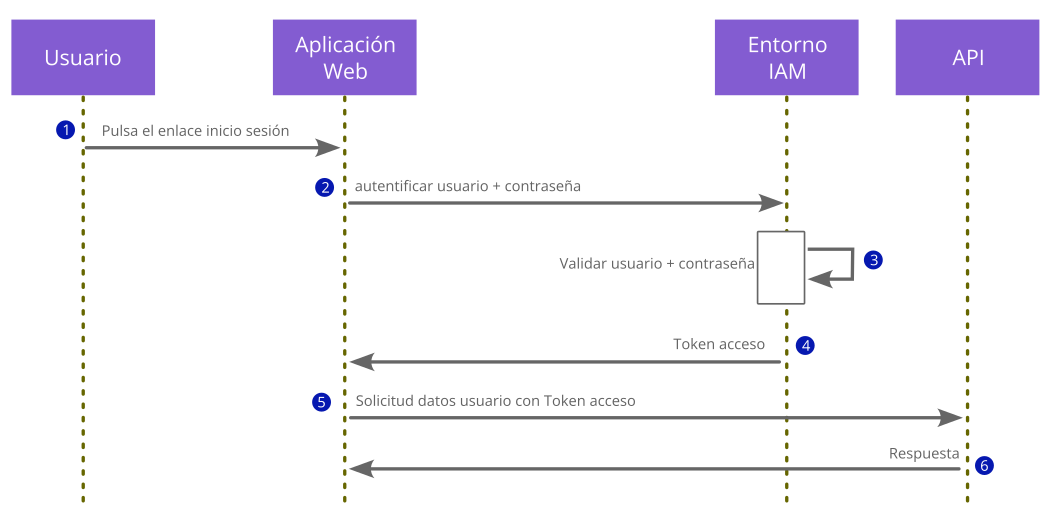 Usuario
Aplicación
Web
Entorno
IAM
API
1
Pulsa el enlace inicio sesión
2
autentificar usuario + contraseña
Validar usuario + contraseña
3
Token acceso
4
5
Solicitud datos usuario con Token acceso
Respuesta
6